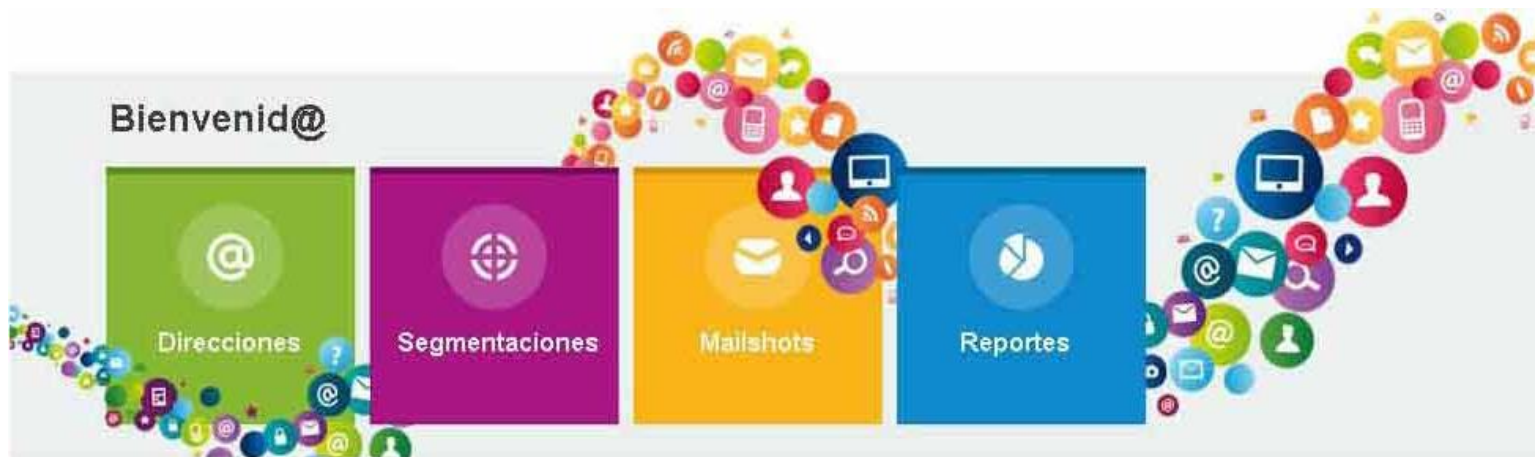 Bienvenid@
Direcciones
Segmentaciones
Mailshots
Reportes